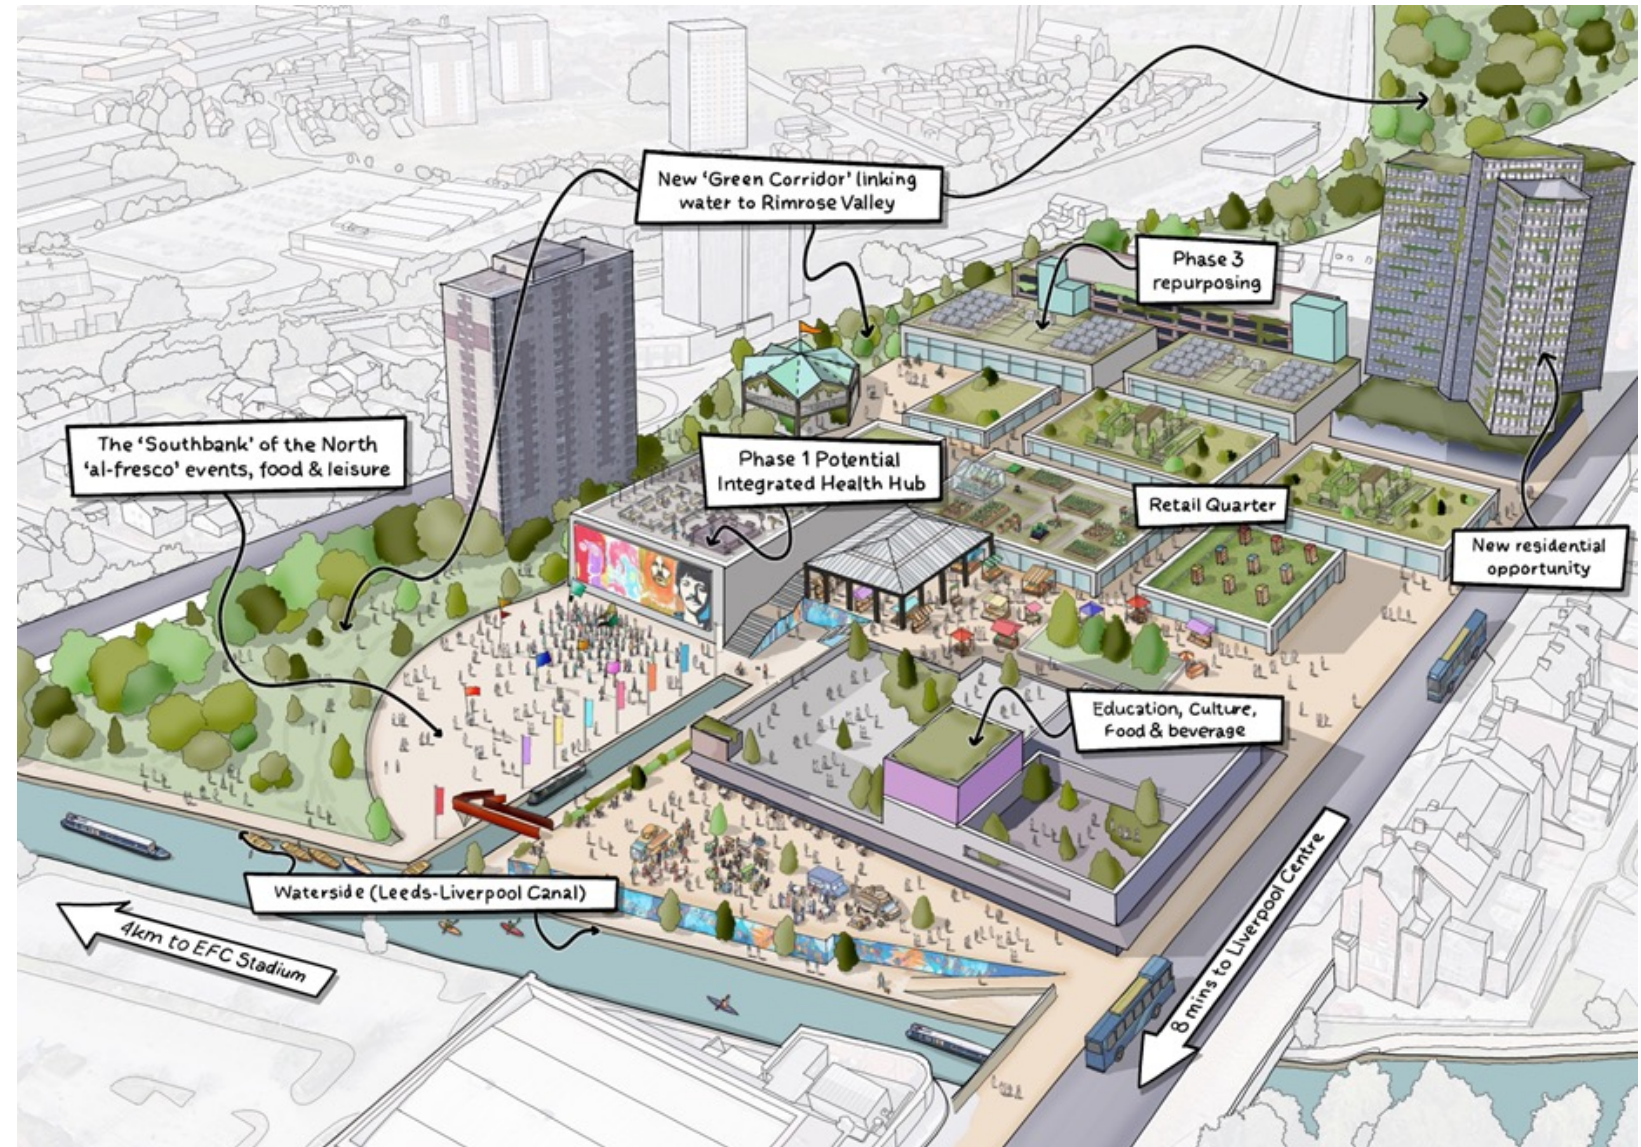 New 'Green Corridor' linking
water to Rimrose Valley
Phase 3
repurposing
The 'Southbank' of the North
'al-fresco' events, food & leisure
Phase 1 Potential
Integrated Health Hub
Retail Quarter
New residential
opportunity
Education, Culture,
Food & beverage
Waterside (Leeds-Liverpool Canal)
4km to EFC Stadium
8 mins to Liverpool Centre